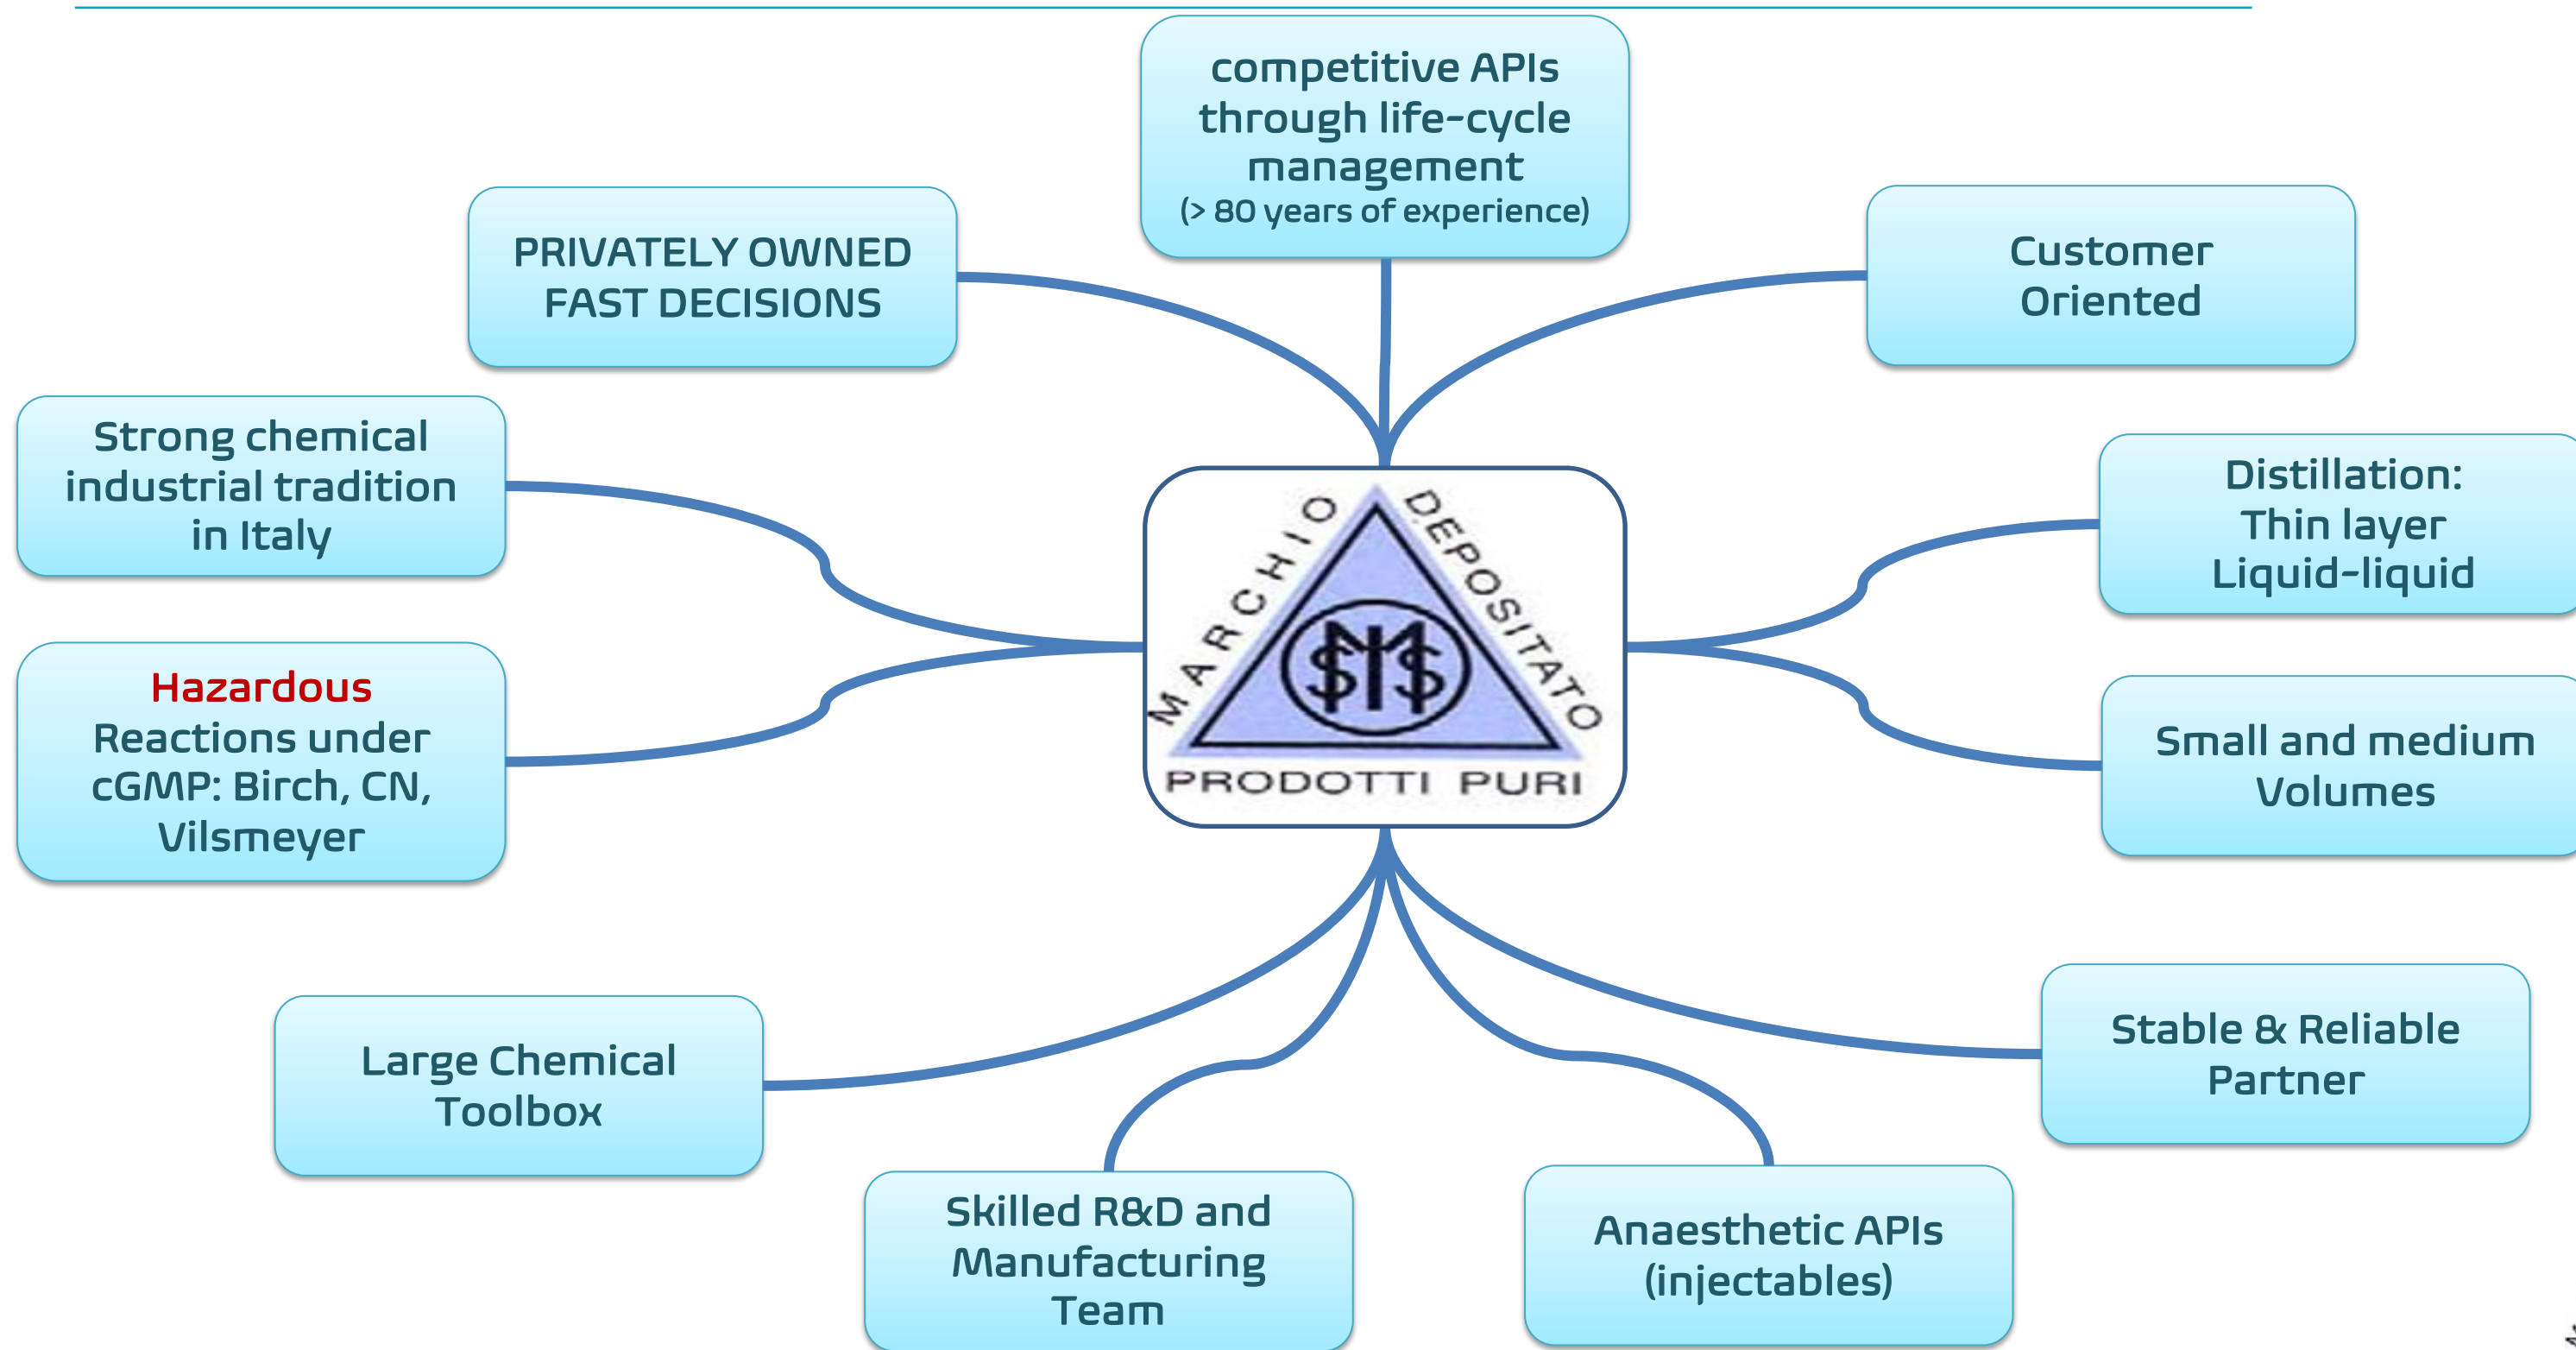 competitive APIs
through life-cycle
management
(> 80 years of experience)
PRIVATELY OWNED
FAST DECISIONS
Customer
Oriented
Strong chemical
industrial tradition
in Italy
Distillation:
Thin layer
Liquid-liquid
MARCHIO
DEPOSITATO
PRODOTTI PURI
Hazardous
Reactions under
cGMP: Birch, CN,
Vilsmeyer
Small and medium
Volumes
Large Chemical
Toolbox
Stable & Reliable
Partner
Skilled R&D and
Manufacturing
Team
Anaesthetic APIs
(injectables)